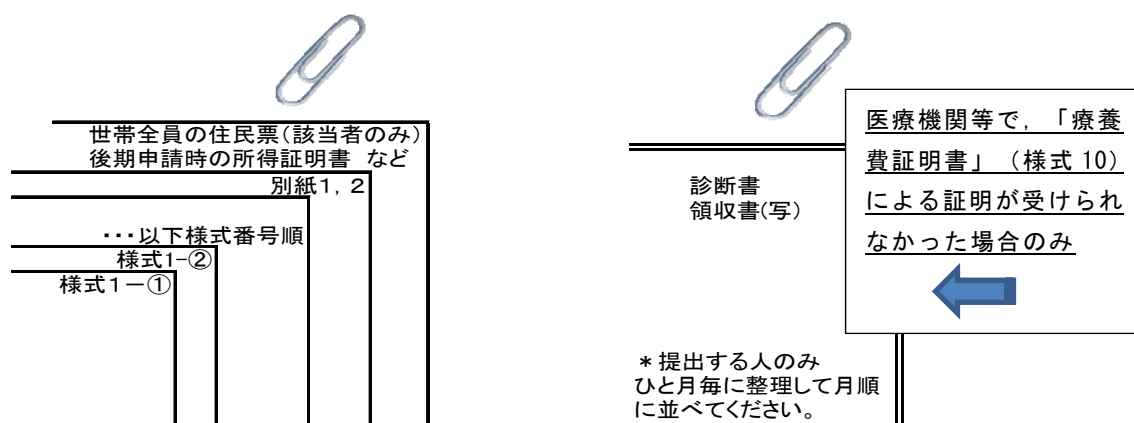 世帯全員の住民票(該当者のみ)
後期申請時の所得証明書 など
別紙1,2
・・・以下様式番号順
様式1-②
様式1-①
医療機関等で,「療養
費証明書」(様式 10)
による証明が受けられ
なかった場合のみ
診断書
領収書(写)
*提出する人のみ
ひと月毎に整理して月順
に並べてください。